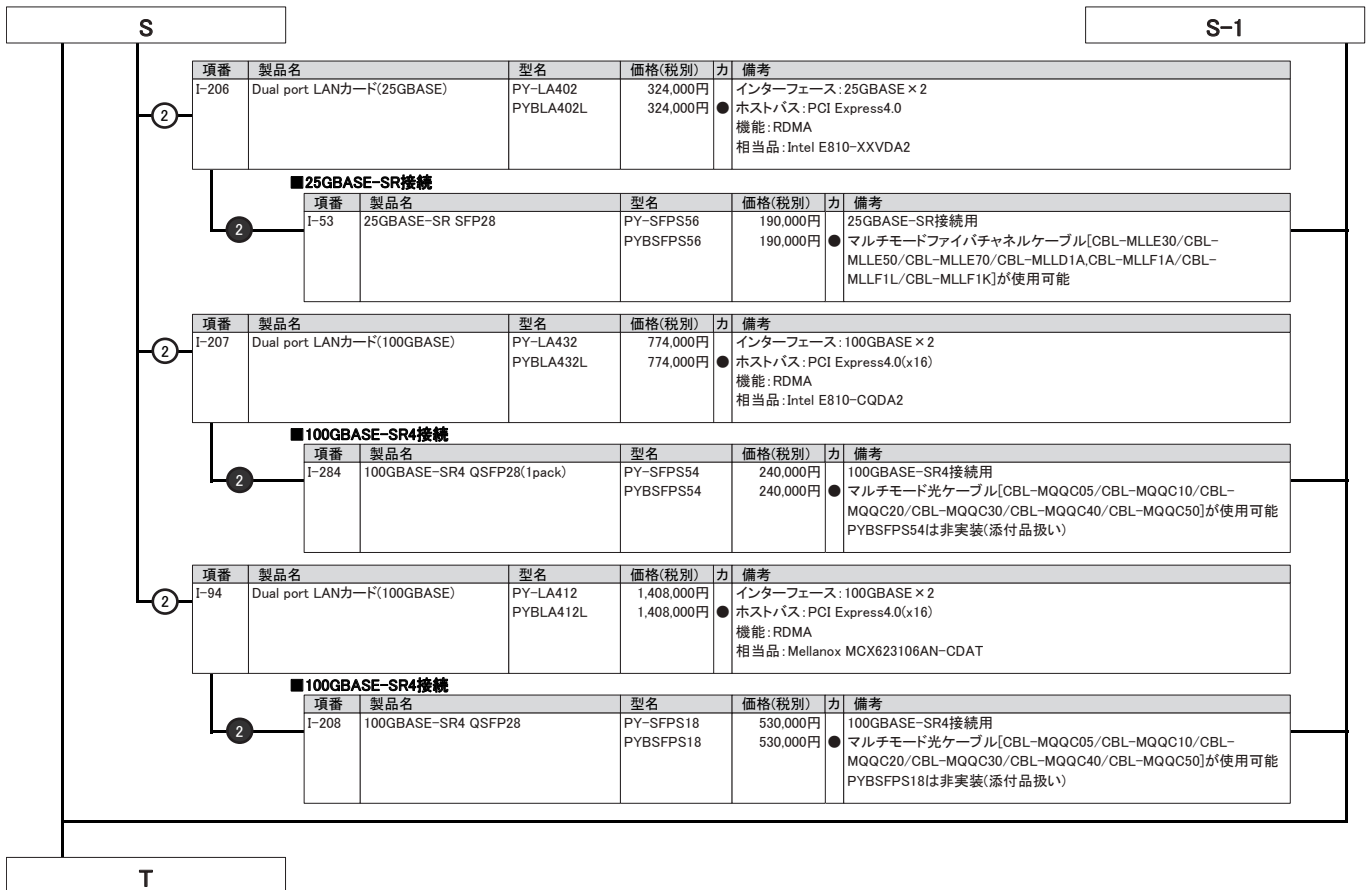 S
S-1
項番 製品名 型名 価格(税別) カ 備考
I-206 Dual port LANカード(25GBASE) PY-LA402 324,000円 インターフェース:25GBASE×2
PYBLA402L 324,000円 ● ホストバス:PCI Express4.0
機能:RDMA
相当品:Intel E810-XXVDA2
2
■25GBASE-SR接続
項番 製品名 型名 価格(税別) カ 備考
I-53 25GBASE-SR SFP28 PY-SFPS56 190,000円 25GBASE-SR接続用
PYBSFPS56 190,000円 ● マルチモードファイバチャネルケーブル[CBL-MLLE30/CBL-
MLLE50/CBL-MLLE70/CBL-MLLD1A,CBL-MLLF1A/CBL-
MLLF1L/CBL-MLLF1K]が使用可能
2
項番 製品名 型名 価格(税別) カ 備考
I-207 Dual port LANカード(100GBASE) PY-LA432 774,000円 インターフェース:100GBASE×2
PYBLA432L 774,000円 ● ホストバス:PCI Express4.0(x16)
機能:RDMA
相当品:Intel E810-CQDA2
2
■100GBASE-SR4接続
項番 製品名 型名 価格(税別) カ 備考
I-284 100GBASE-SR4 QSFP28(1pack) PY-SFPS54 240,000円 100GBASE-SR4接続用
PYBSFPS54 240,000円 ● マルチモード光ケーブル[CBL-MQQC05/CBL-MQQC10/CBL-
MQQC20/CBL-MQQC30/CBL-MQQC40/CBL-MQQC50]が使用可能
PYBSFPS54は非実装(添付品扱い)
2
項番 製品名 型名 価格(税別) カ 備考
I-94 Dual port LANカード(100GBASE) PY-LA412 1,408,000円 インターフェース:100GBASE×2
PYBLA412L 1,408,000円 ● ホストバス:PCI Express4.0(x16)
機能:RDMA
相当品:Mellanox MCX623106AN-CDAT
2
■100GBASE-SR4接続
項番 製品名 型名 価格(税別) カ 備考
I-208 100GBASE-SR4 QSFP28 PY-SFPS18 530,000円 100GBASE-SR4接続用
PYBSFPS18 530,000円 ● マルチモード光ケーブル[CBL-MQQC05/CBL-MQQC10/CBL-
MQQC20/CBL-MQQC30/CBL-MQQC40/CBL-MQQC50]が使用可能
PYBSFPS18は非実装(添付品扱い)
2
T